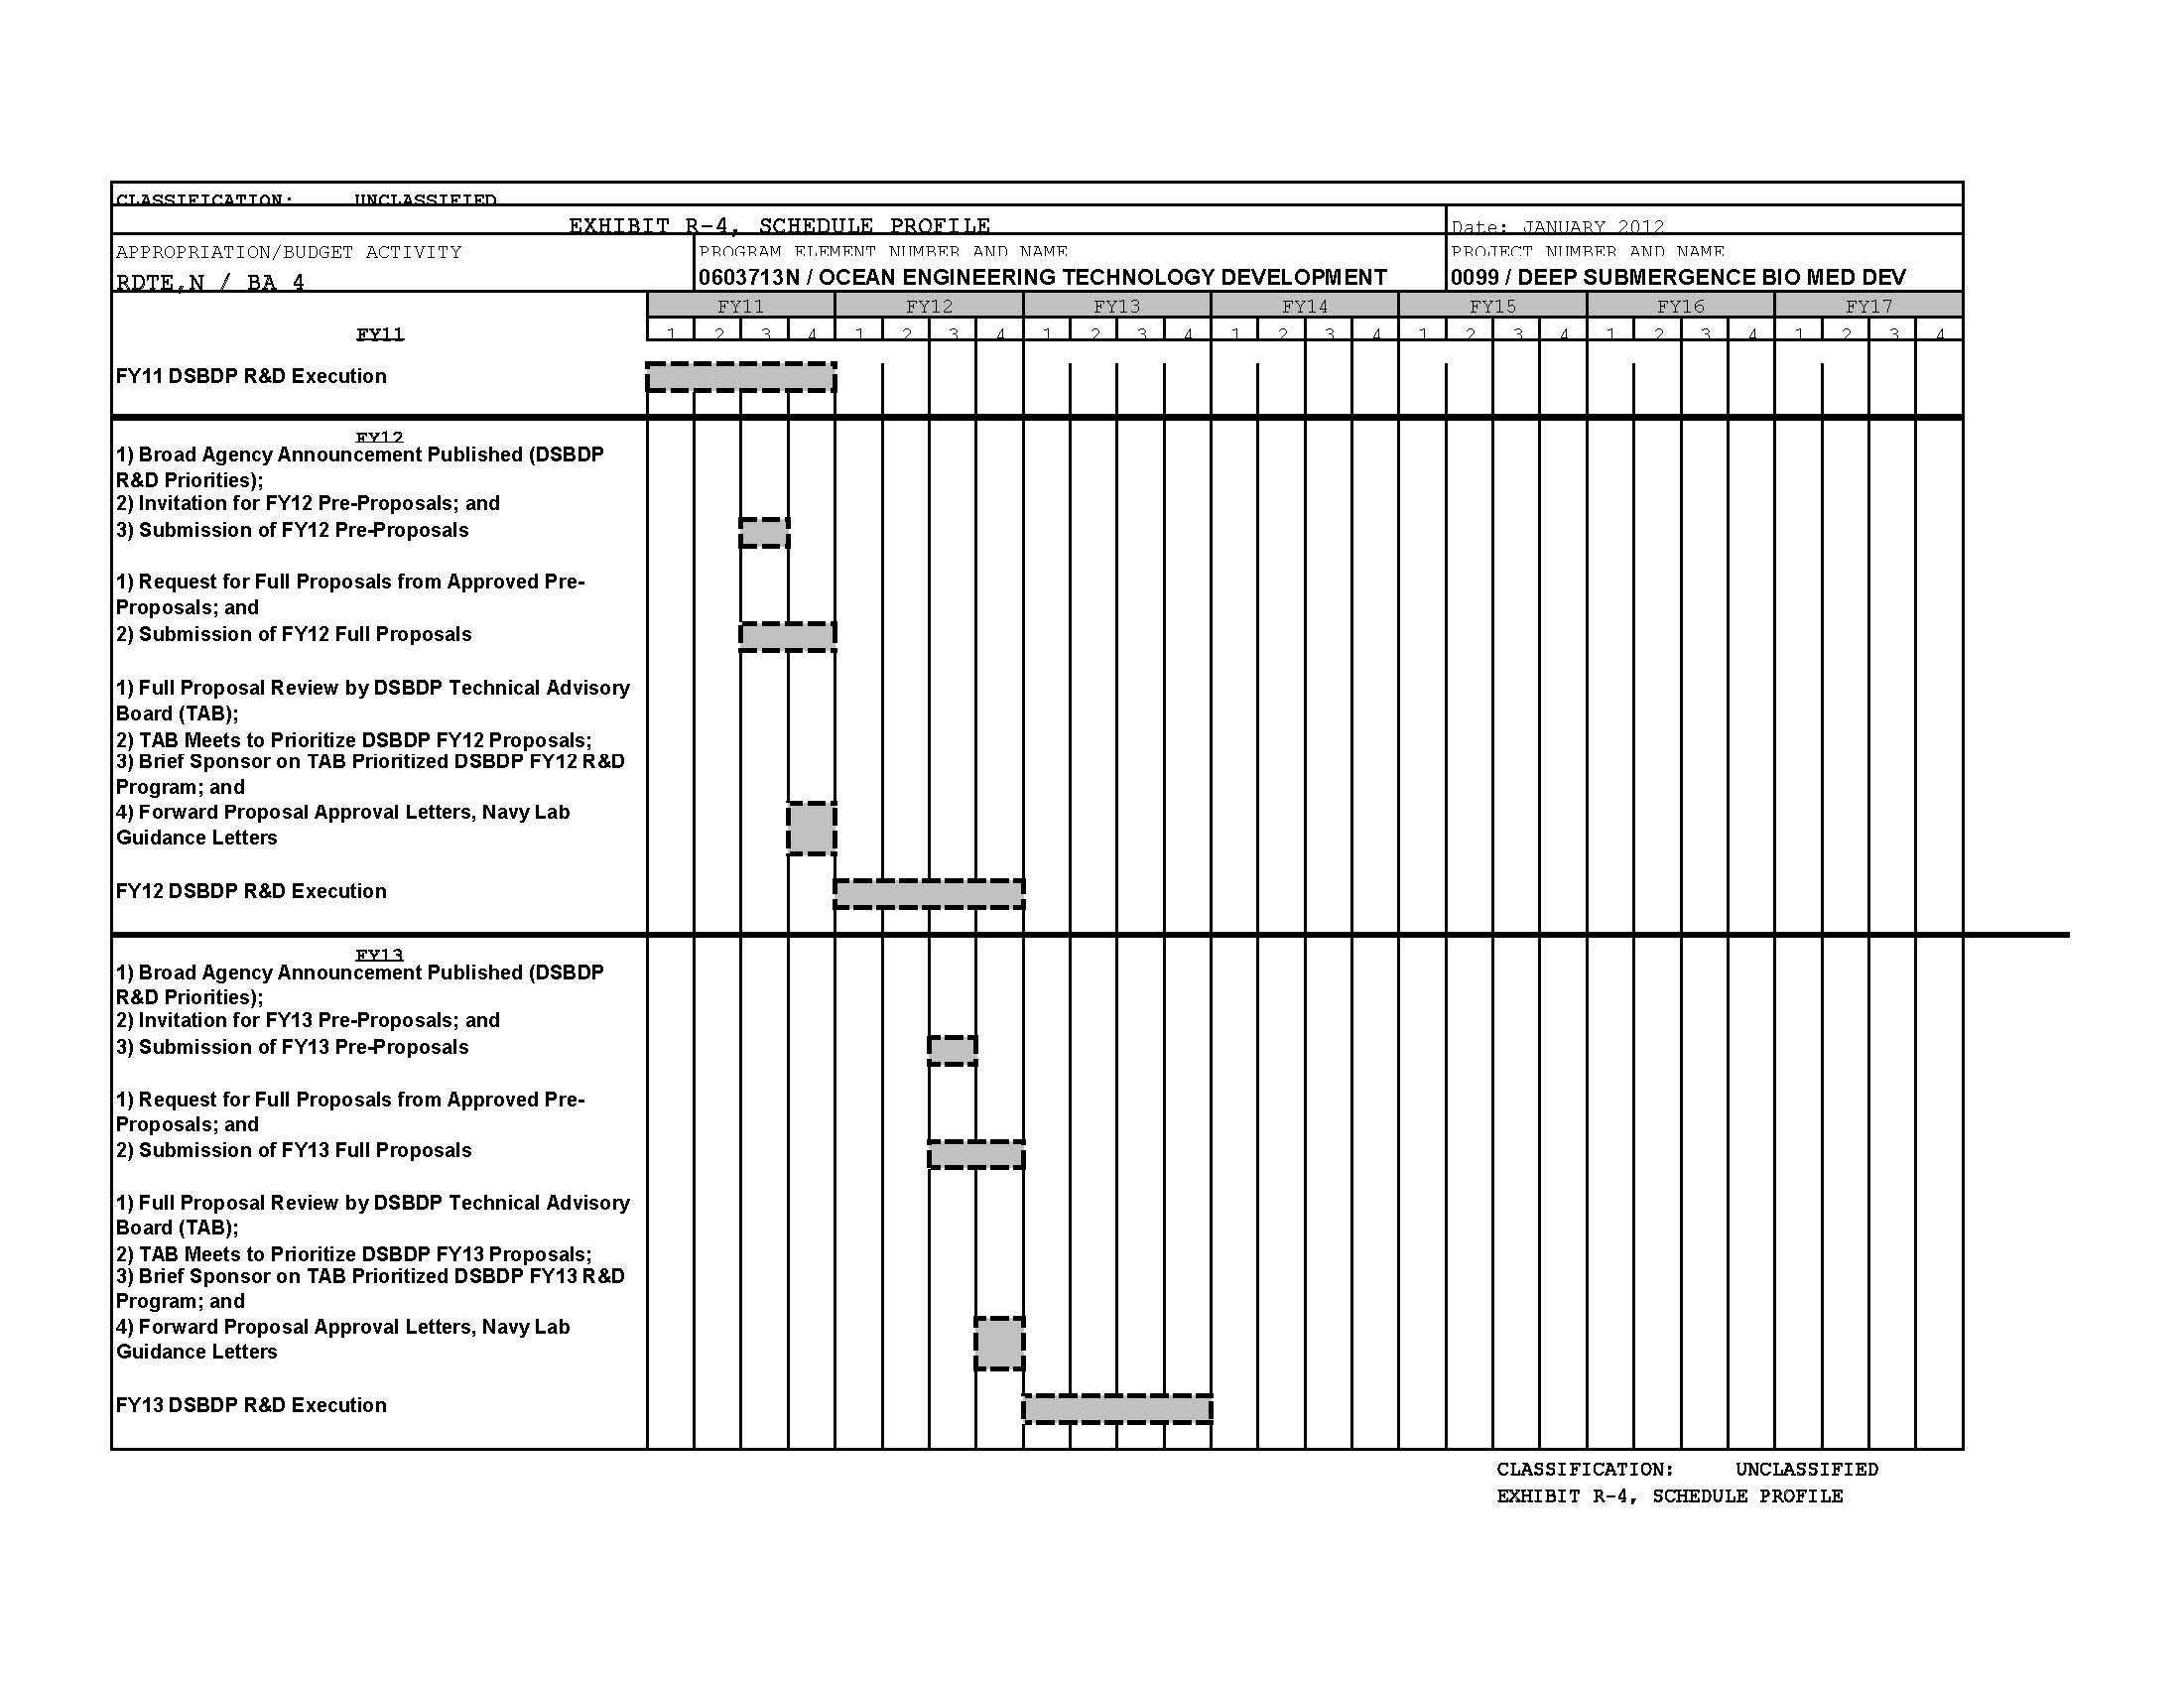 CLASSIFICATION: UNCLASSIFIED
EXHIBIT R-4, SCHEDULE PROFILE
Date: JANUARY 2012
APPROPRIATION/BUDGET ACTIVITY
PROGRAM ELEMENT NUMBER AND NAME
PROJECT NUMBER AND NAME
RDTE,N / BA 4
0603713N / OCEAN ENGINEERING TECHNOLOGY DEVELOPMENT
0099 / DEEP SUBMERGENCE BIO MED DEV
FY11 FY12 FY13 FY14 FY15 FY16 FY17
FY11
1 2 3 4 1 2 3 4 1 2 3 4 1 2 3 4 1 2 3 4 1 2 3 4 1 2 3 4
FY11 DSBDP R&D Execution
FY12
1) Broad Agency Announcement Published (DSBDP
R&D Priorities);
2) Invitation for FY12 Pre-Proposals; and
3) Submission of FY12 Pre-Proposals
1) Request for Full Proposals from Approved Pre-
Proposals; and
2) Submission of FY12 Full Proposals
1) Full Proposal Review by DSBDP Technical Advisory
Board (TAB);
2) TAB Meets to Prioritize DSBDP FY12 Proposals;
3) Brief Sponsor on TAB Prioritized DSBDP FY12 R&D
Program; and
4) Forward Proposal Approval Letters, Navy Lab
Guidance Letters
FY12 DSBDP R&D Execution
FY13
1) Broad Agency Announcement Published (DSBDP
R&D Priorities);
2) Invitation for FY13 Pre-Proposals; and
3) Submission of FY13 Pre-Proposals
1) Request for Full Proposals from Approved Pre-
Proposals; and
2) Submission of FY13 Full Proposals
1) Full Proposal Review by DSBDP Technical Advisory
Board (TAB);
2) TAB Meets to Prioritize DSBDP FY13 Proposals;
3) Brief Sponsor on TAB Prioritized DSBDP FY13 R&D
Program; and
4) Forward Proposal Approval Letters, Navy Lab
Guidance Letters
FY13 DSBDP R&D Execution
CLASSIFICATION: UNCLASSIFIED
EXHIBIT R-4, SCHEDULE PROFILE